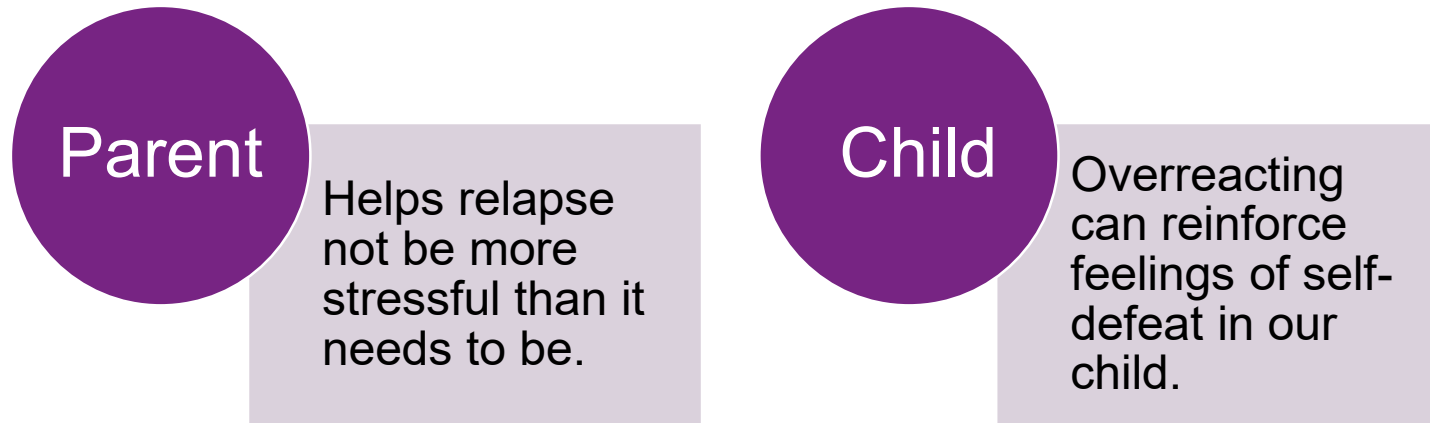 Parent
Helps relapse
not be more
stressful than it
needs to be.
Child
Overreacting
can reinforce
feelings of self-
defeat in our
child.